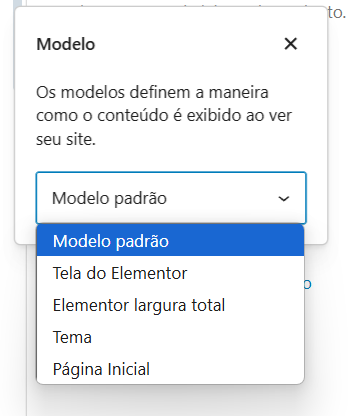 to.
Modelo
Os modelos definem a maneira
como o conteúdo é exibido ao ver
seu site.
Modelo padrão
Modelo padrão
Tela do Elementor
o
Elementor largura total
Tema
Página Inicial